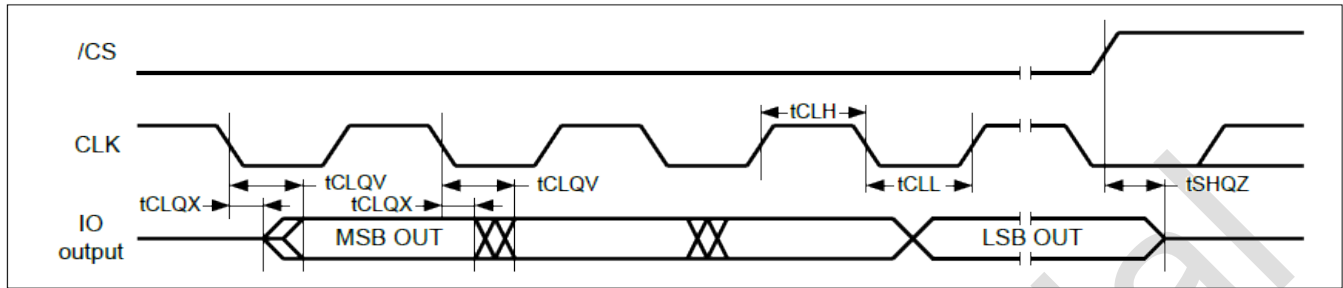 /CS
tCLH
CLK
tCLQV
tCLQV
tCLL
tSHQZ
tCLQX
tCLQX
IO
output
MSB OUT
LSB OUT